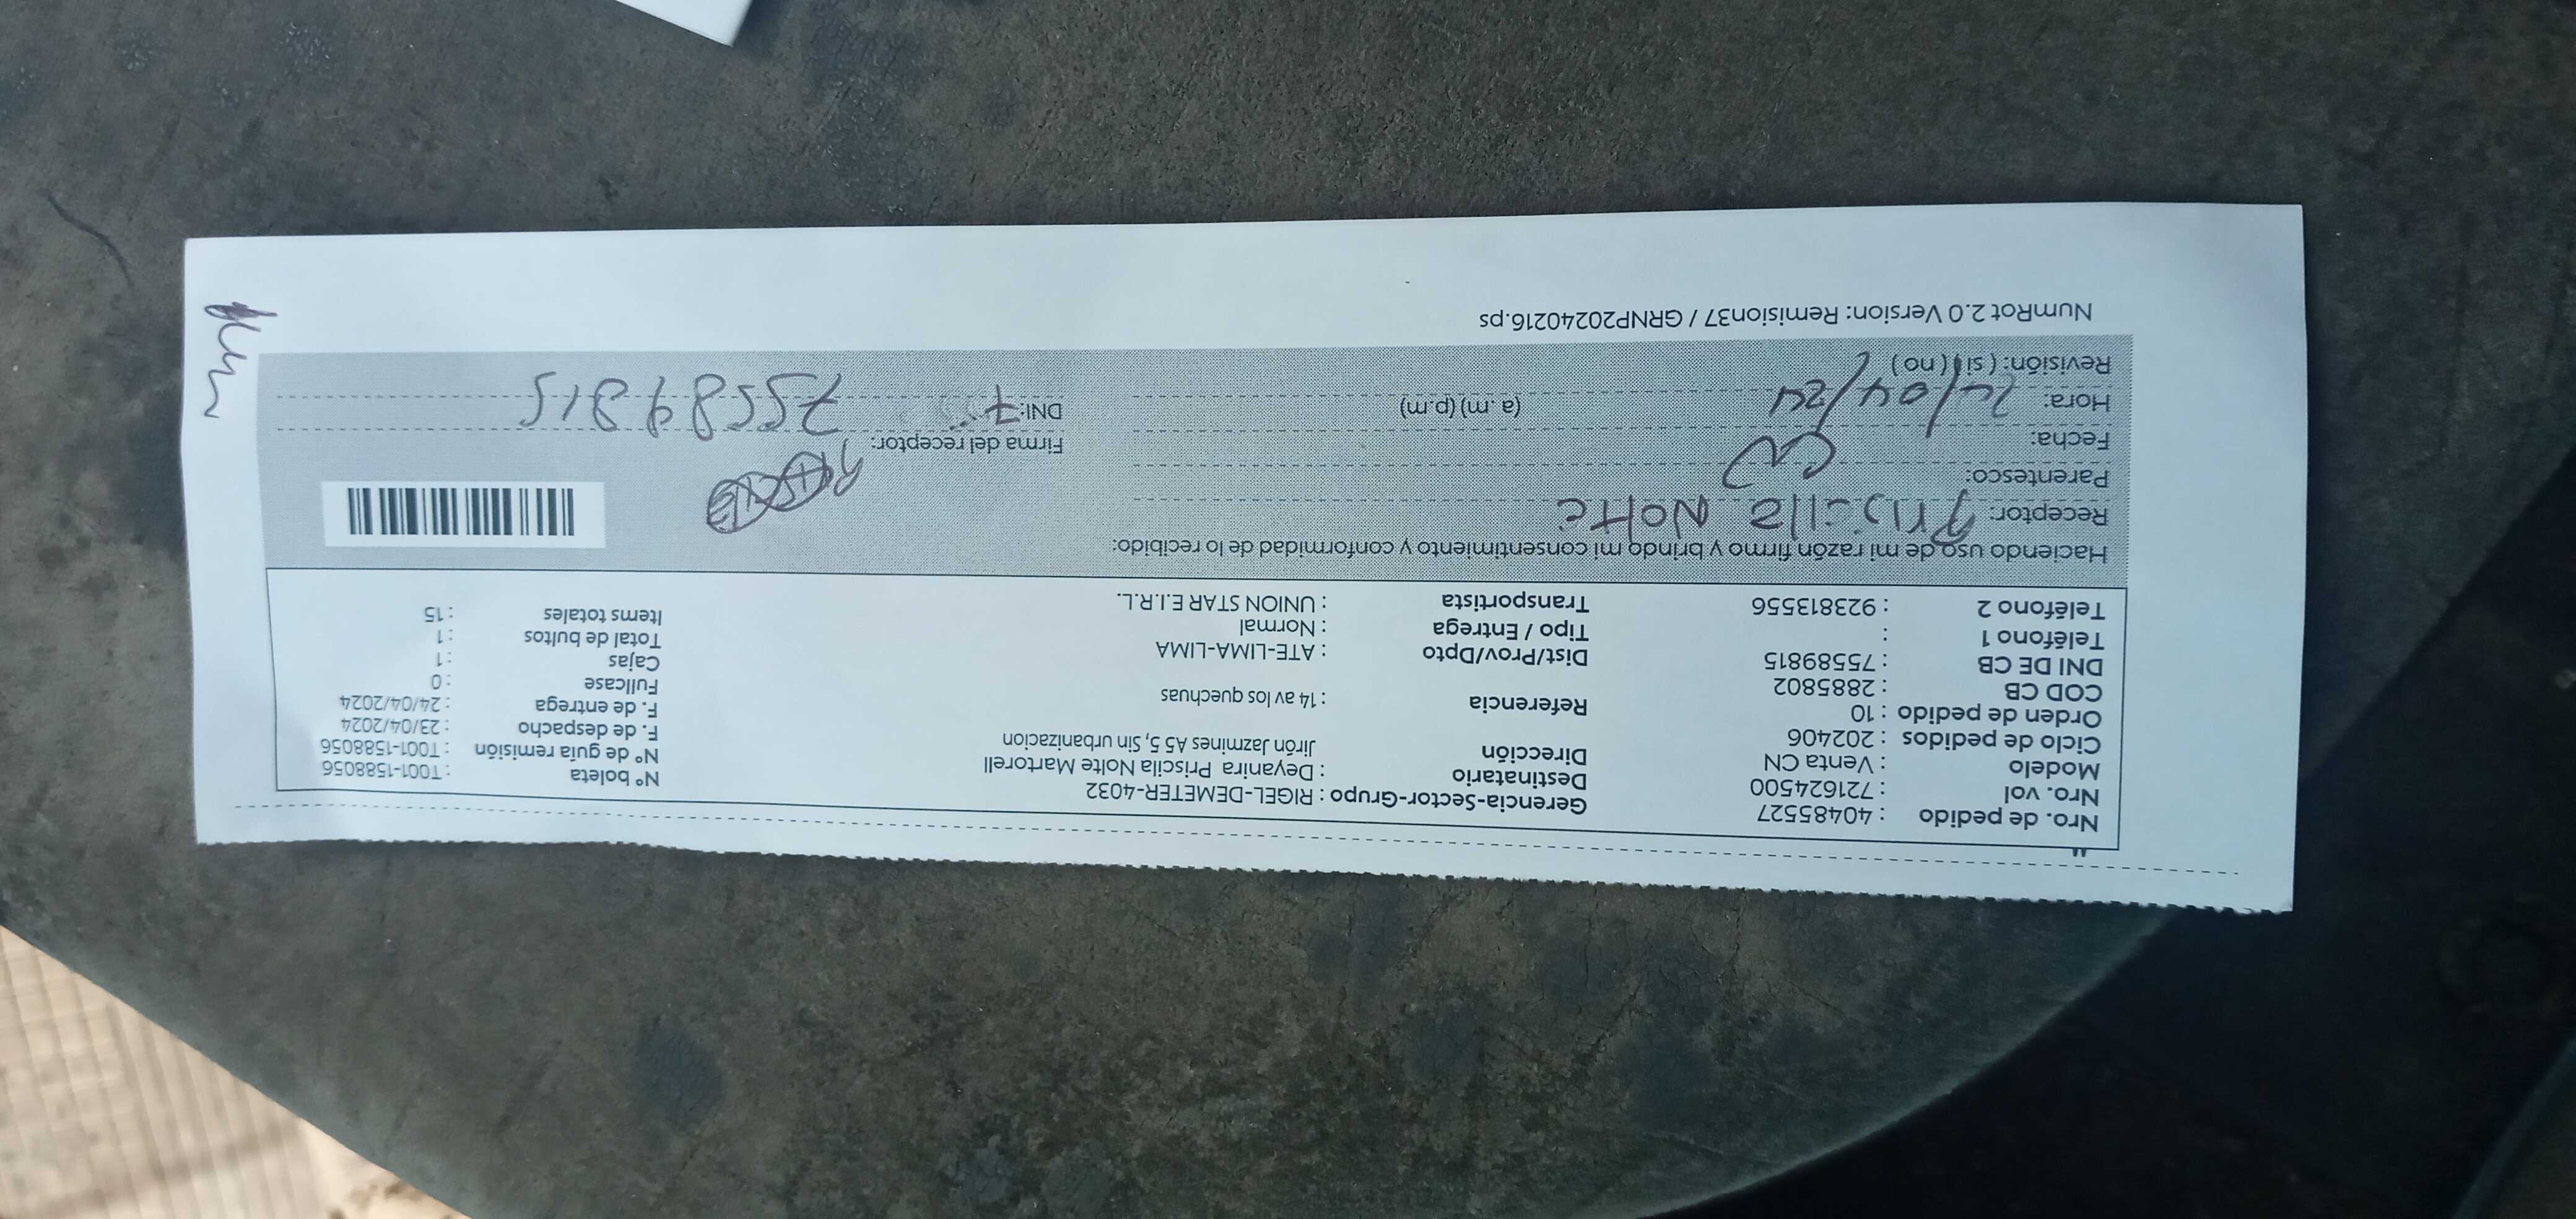 Nro. de pedido : 40485527
Nro. vol : 721624500
Modelo : Venta CN
Ciclo de pedidos : 202406
Orden de pedido : 10
COD CB : 2885802
DNI DE CB : 75589815
Teléfono 1 :
Teléfono 2 : 923813556
Gerencia-Sector-Grupo : RIGEL-DEMETER-4032
Destinatario : Deyanira Priscila Nolte Martorell
Dirección Jirón Jazmines A5 5, Sin urbanizacion
Referencia : 14 av los quechuas
Dist/Prov/Dpto : ATE-LIMA-LIMA
Tipo / Entrega : Normal
Transportista : UNION STAR E.I.R.L.
N° boleta : T001-1588056
N° de guía remisión : T001-1588056
F. de despacho : 23/04/2024
F. de entrega : 24/04/2024
Fullcase : 0
Cajas : 1
Total de bultos : 1
Items totales : 15
Haciendo uso de mi razón firmo y brindo mi consentimiento y conformidad de lo recibido:
Receptor: Priscila Nolte
Parentesco: CN
Fecha: 24/04/24
Hora: (a.m) (p.m)
Revisión: (si) (no)
Firma del receptor:
DNI: 7 75589815
NumRot 2.0 Version: Remision37 / GRNP20240216.ps